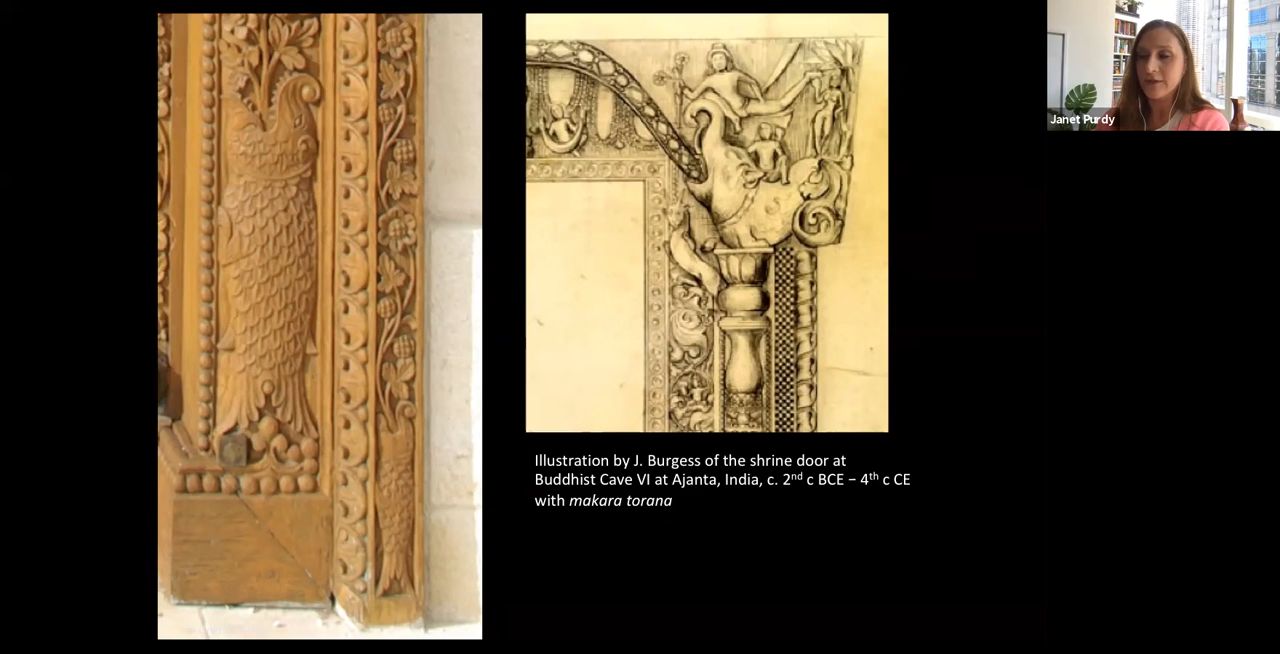 Janet Purdy
Illustration by J. Burgess of the shrine door at
Buddhist Cave VI at Ajanta, India, c. 2nd c BCE – 4th c CE
with makara torana